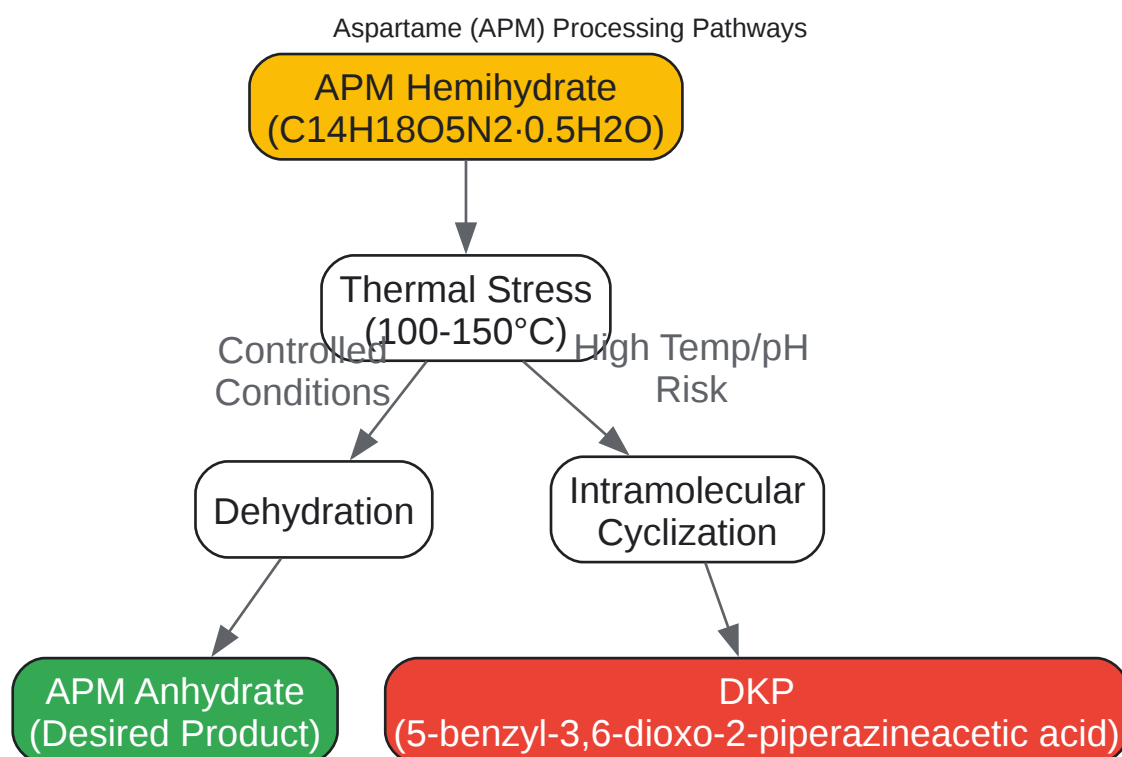 Aspartame (APM) Processing Pathways
APM Hemihydrate
(C14H18O5N2·0.5H2O)
Thermal Stress
(100-150°C)
Controlled
Conditions
High Temp/pH
Risk
Dehydration
Intramolecular
Cyclization
APM Anhydrate
(Desired Product)
DKP
(5-benzyl-3,6-dioxo-2-piperazineacetic acid)